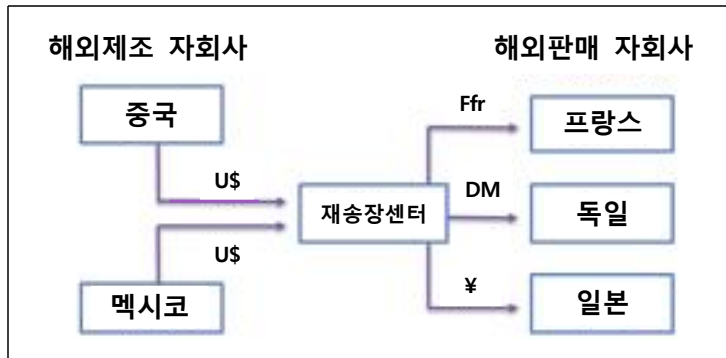 해외제조 자회사
해외판매 자회사
중국
Ffr
프랑스
U$
재송장센터
DM
독일
U$
¥
멕시코
일본